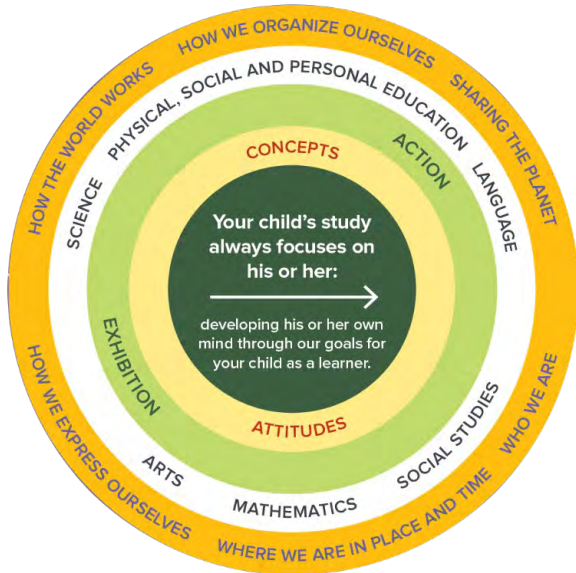 HOW WE ORGANIZE OURSELVES
SHARING THE PLANET
WHO WE ARE
WHERE WE ARE IN PLACE AND TIME
HOW WE EXPRESS OURSELVES
HOW THE WORLD WORKS
PHYSICAL, SOCIAL AND PERSONAL EDUCATION
LANGUAGE
SOCIAL STUDIES
MATHEMATICS
ARTS
SCIENCE
ACTION
EXHIBITION
CONCEPTS
Your child's study
always focuses on
his or her:
developing his or her own
mind through our goals for
your child as a learner.
ATTITUDES